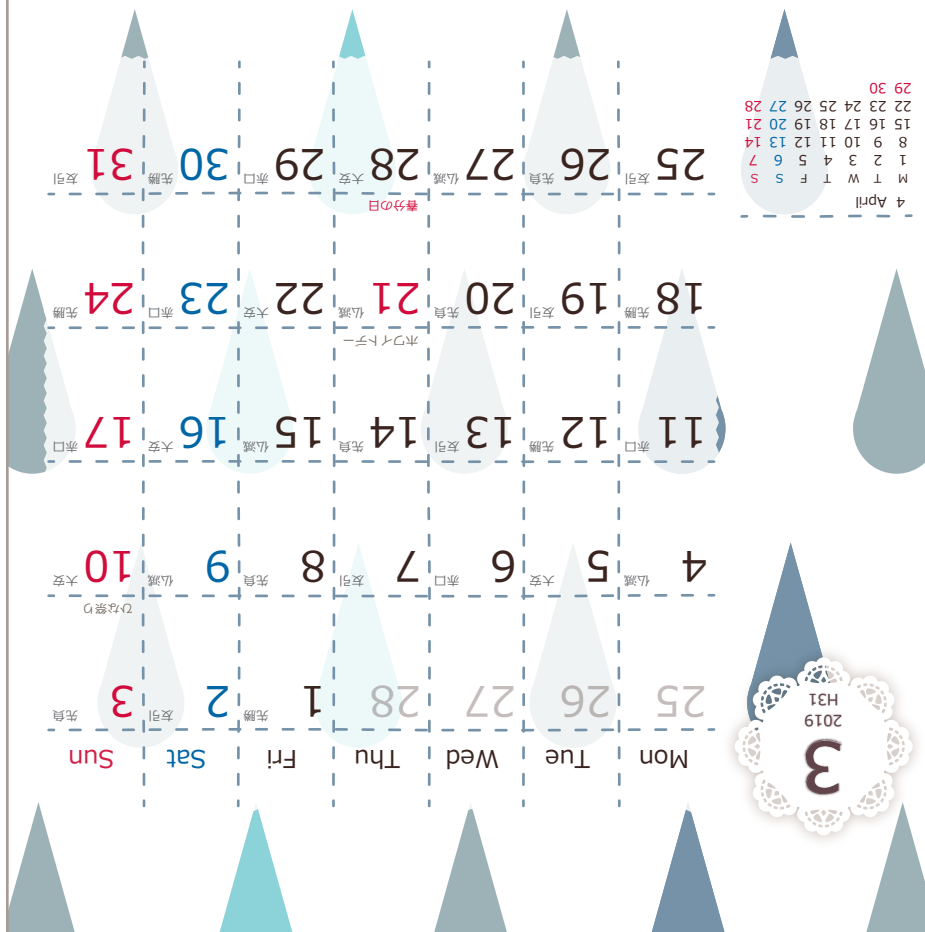 3
2019
H31
Mon Tue Wed Thu Fri Sat Sun
25 26 27 28 1 先勝 2 友引 3 先負
ひな祭り
4 仏滅 5 大安 6 赤口 7 友引 8 先負 9 仏滅 10 大安
11 赤口 12 先勝 13 友引 14 先負 15 仏滅 16 大安 17 赤口
ホワイトデー
18 先勝 19 友引 20 先負 21 仏滅 22 大安 23 赤口 24 先勝
春分の日
25 友引 26 先負 27 仏滅 28 大安 29 赤口 30 先勝 31 友引
4 April
M T W T F S S
1 2 3 4 5 6 7
8 9 10 11 12 13 14
15 16 17 18 19 20 21
22 23 24 25 26 27 28
29 30